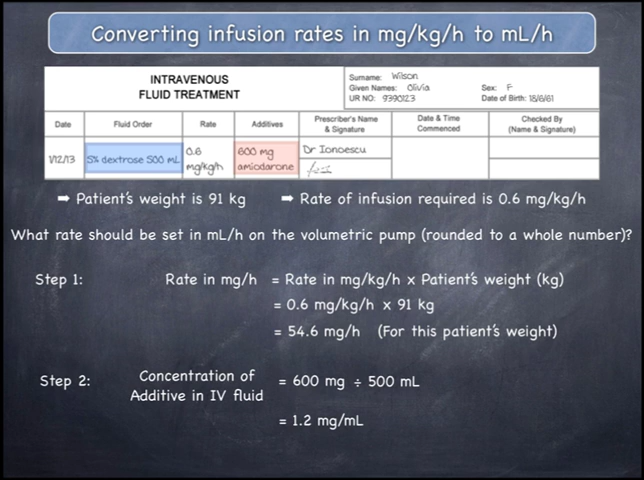 Converting infusion rates in mg/kg/h to mL/h
INTRAVENOUS
FLUID TREATMENT
Surname: Wilson
Given Names: Olivia Sex: F
UR NO: 9390123 Date of Birth: 18/6/61
Date Fluid Order Rate Additives Prescriber's Name & Signature Date & Time Commenced Checked By (Name & Signature)
1/12/13 5% dextrose 500 mL 0.6 mg/kg/h 600 mg amiodarone Dr Ionoescu
➡ Patient's weight is 91 kg ➡ Rate of infusion required is 0.6 mg/kg/h
What rate should be set in mL/h on the volumetric pump (rounded to a whole number)?
Step 1: Rate in mg/h = Rate in mg/kg/h x Patient's weight (kg)
= 0.6 mg/kg/h x 91 kg
= 54.6 mg/h (For this patient's weight)
Step 2: Concentration of Additive in IV fluid = 600 mg ÷ 500 mL
= 1.2 mg/mL